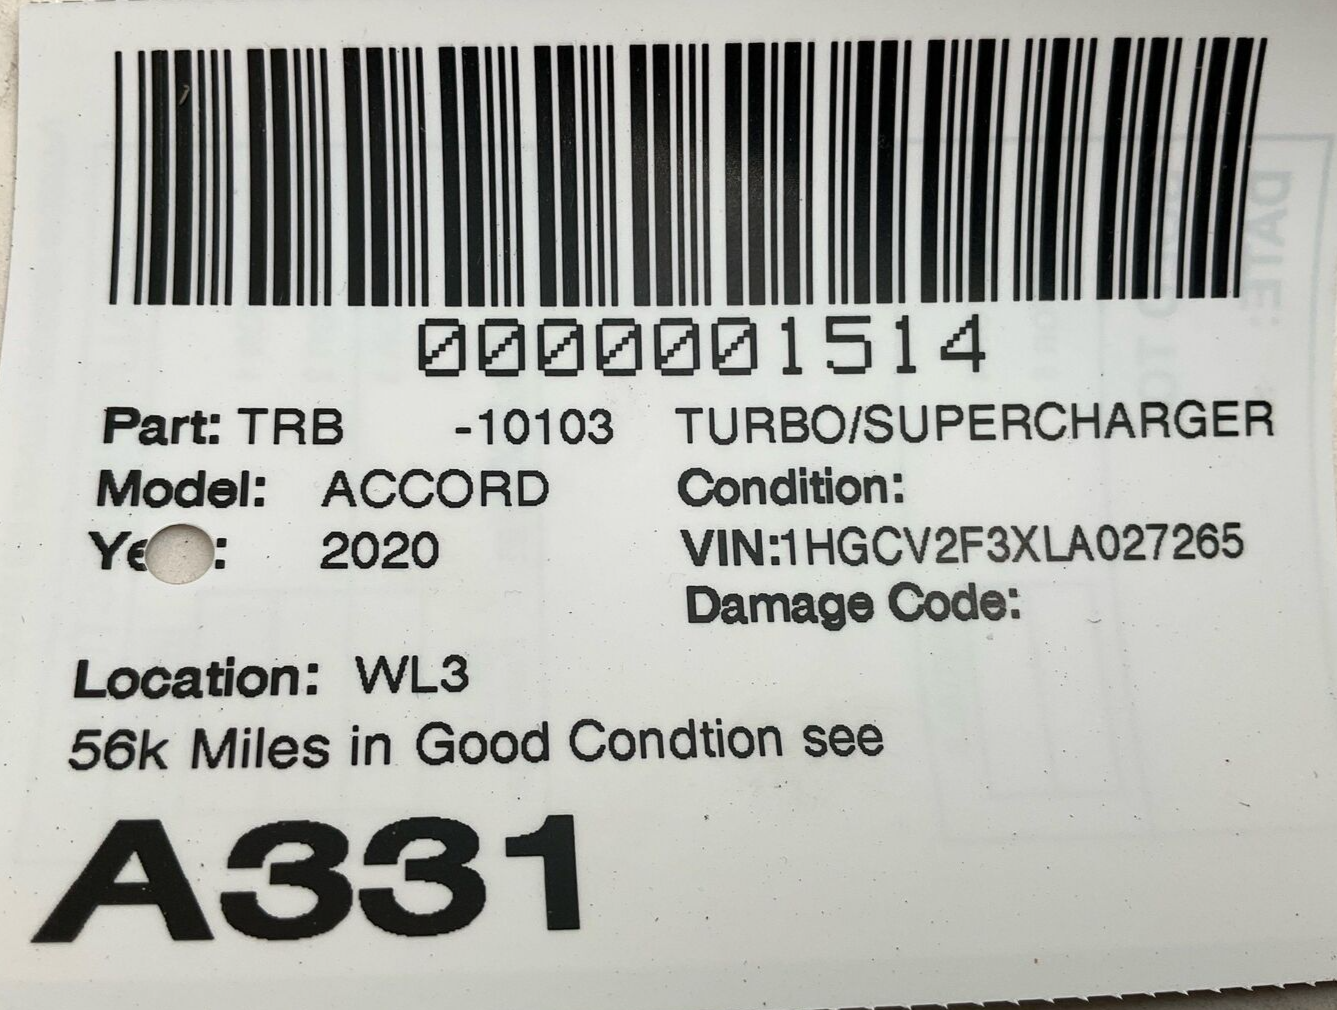 0000001514
Part: TRB -10103 TURBO/SUPERCHARGER
Model: ACCORD Condition:
2020 VIN:1HGCV2F3XLA027265
Damage Code:
Location: WL3
56k Miles in Good Condtion see
A331
DATE: